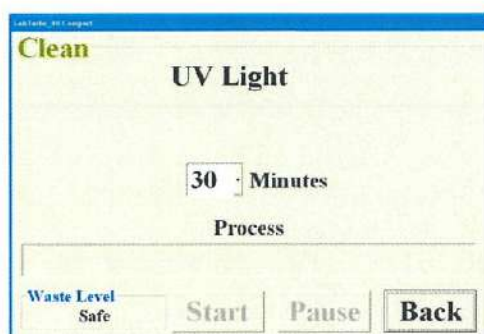 Clean
UV Light
30 Minutes
Process
Waste Level
Safe
Start Pause Back